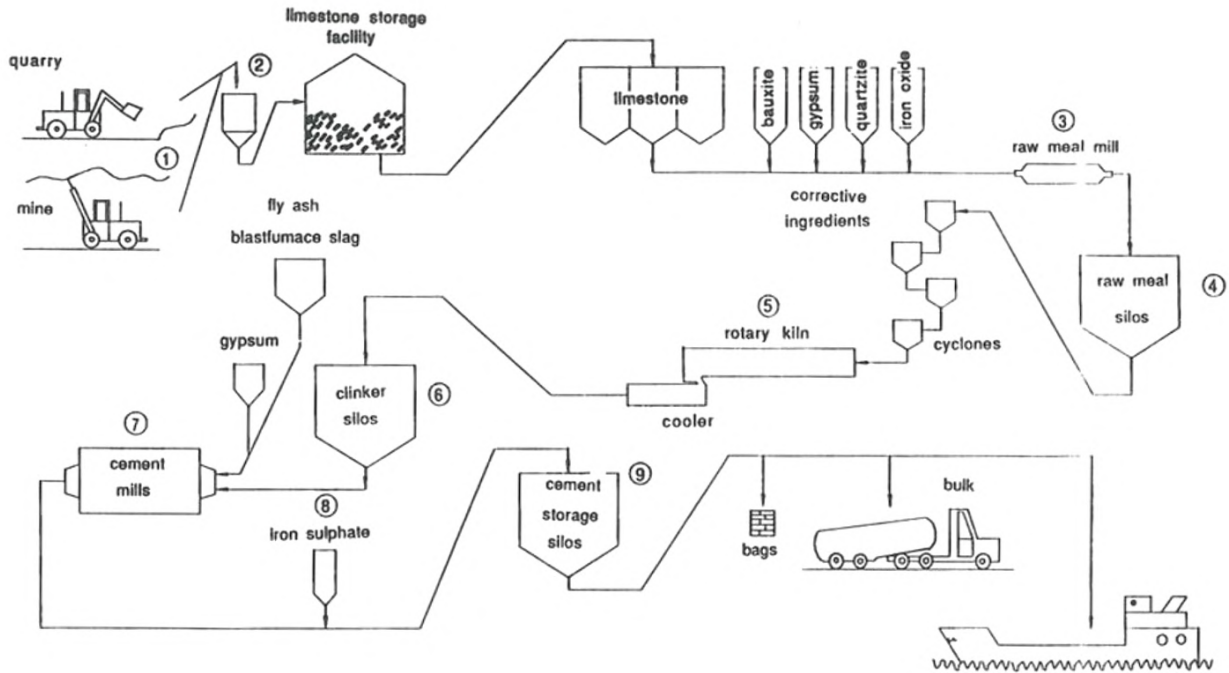 limestone storage
facility
quarry
②
①
mine
limestone
bauxite
gypsum
quartzite
iron oxide
③
raw meal mill
corrective
ingredients
fly ash
blastfurnace slag
raw meal
silos
④
⑤
rotary kiln
cyclones
cooler
gypsum
clinker
silos
⑥
⑦
cement
mills
⑧
iron sulphate
cement
storage
silos
⑨
bags
bulk